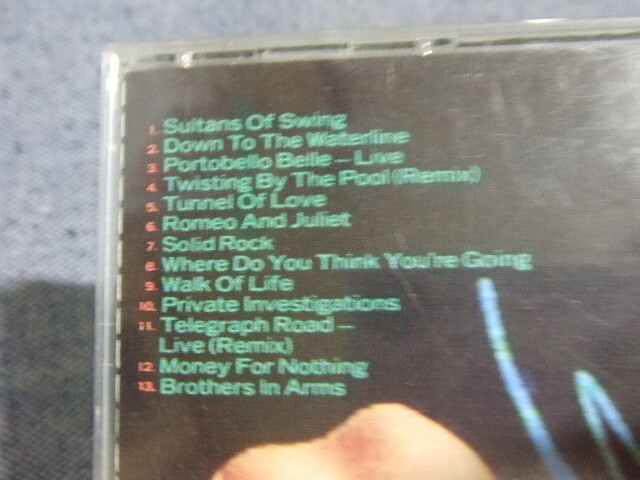 1. Sultans Of Swing
2. Down To The Waterline
3. Portobello Belle – Live
4. Twisting By The Pool (Remix)
5. Tunnel Of Love
6. Romeo And Juliet
7. Solid Rock
8. Where Do You Think You're Going
9. Walk Of Life
10. Private Investigations
11. Telegraph Road –
Live (Remix)
12. Money For Nothing
13. Brothers In Arms